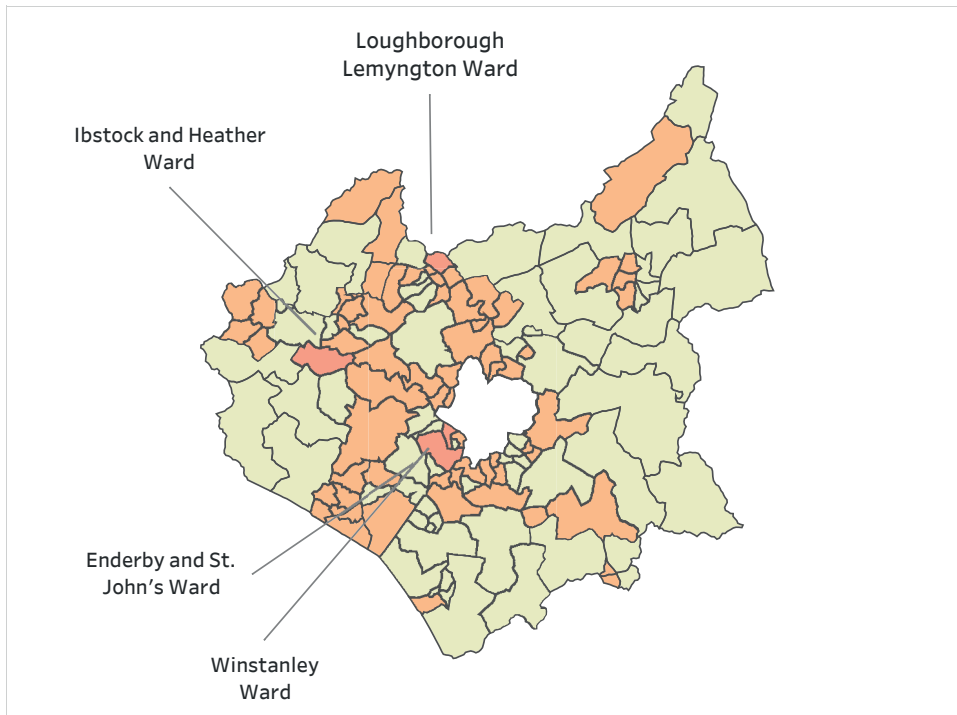 Loughborough
Lemyngton Ward
Ibstock and Heather
Ward
Enderby and St.
John’s Ward
Winstanley
Ward